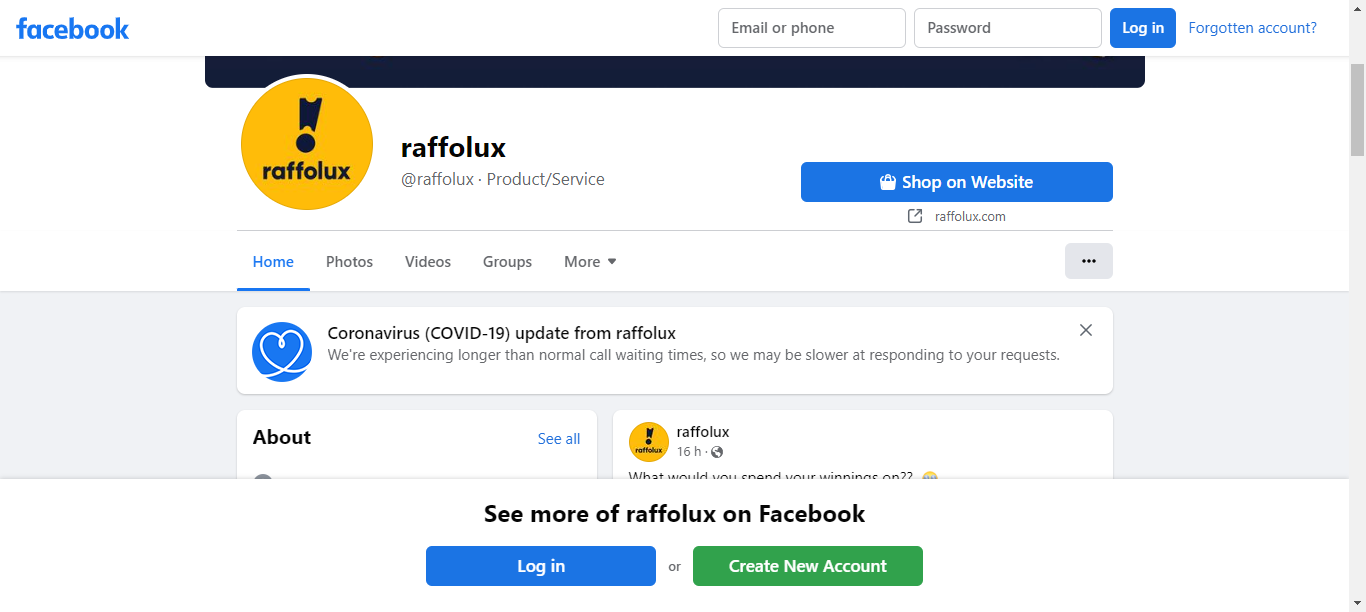 facebook
Email or phone
Password
Log in
Forgotten account?
raffolux
raffolux
@raffolux · Product/Service
Shop on Website
raffolux.com
Home
Photos
Videos
Groups
More
Coronavirus (COVID-19) update from raffolux
We're experiencing longer than normal call waiting times, so we may be slower at responding to your requests.
About
See all
raffolux
raffolux
16 h ·
What would you spend your winnings on??
See more of raffolux on Facebook
Log in
or
Create New Account